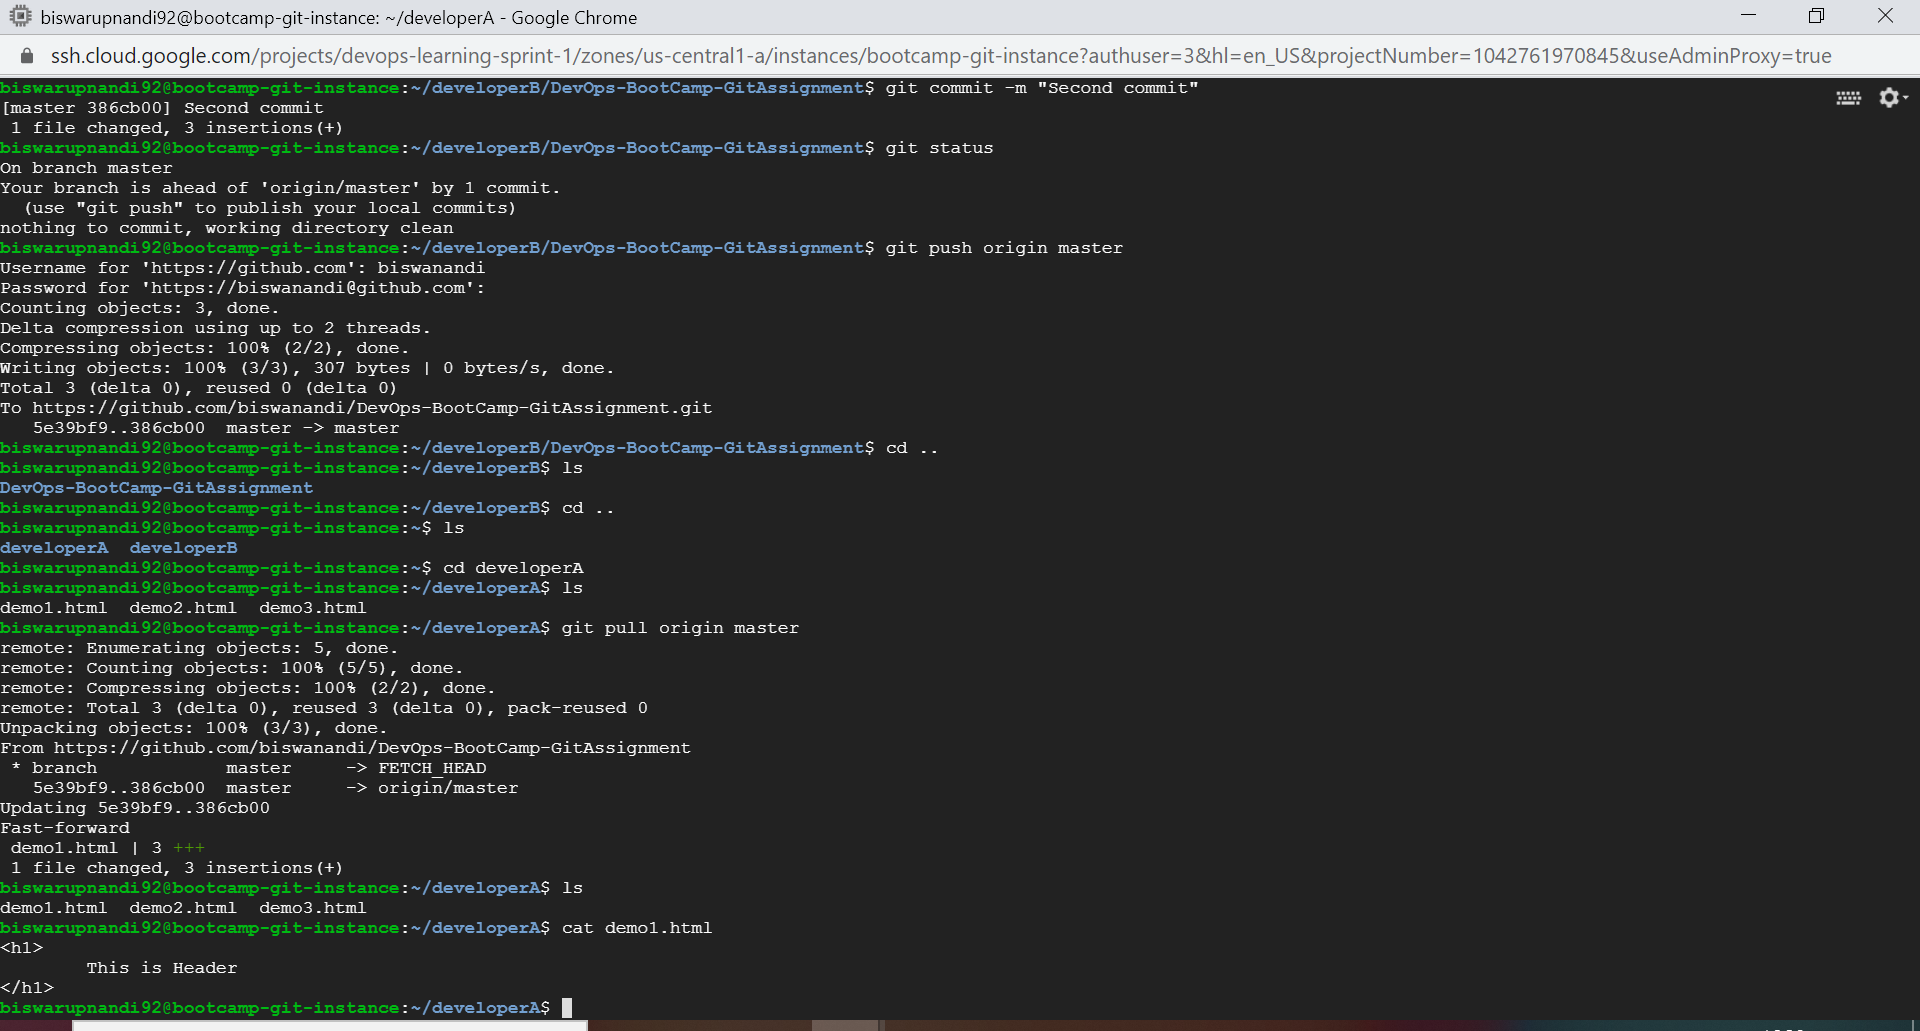 biswarupnandi92@bootcamp-git-instance: ~/developerA - Google Chrome
ssh.cloud.google.com/projects/devops-learning-sprint-1/zones/us-central1-a/instances/bootcamp-git-instance?authuser=3&hl=en_US&projectNumber=1042761970845&useAdminProxy=true
biswarupnandi92@bootcamp-git-instance:~/developerB/DevOps-BootCamp-GitAssignment$ git commit -m "Second commit"
[master 386cb00] Second commit
 1 file changed, 3 insertions(+)
biswarupnandi92@bootcamp-git-instance:~/developerB/DevOps-BootCamp-GitAssignment$ git status
On branch master
Your branch is ahead of 'origin/master' by 1 commit.
  (use "git push" to publish your local commits)
nothing to commit, working directory clean
biswarupnandi92@bootcamp-git-instance:~/developerB/DevOps-BootCamp-GitAssignment$ git push origin master
Username for 'https://github.com': biswanandi
Password for 'https://biswanandi@github.com':
Counting objects: 3, done.
Delta compression using up to 2 threads.
Compressing objects: 100% (2/2), done.
Writing objects: 100% (3/3), 307 bytes | 0 bytes/s, done.
Total 3 (delta 0), reused 0 (delta 0)
To https://github.com/biswanandi/DevOps-BootCamp-GitAssignment.git
   5e39bf9..386cb00  master -> master
biswarupnandi92@bootcamp-git-instance:~/developerB/DevOps-BootCamp-GitAssignment$ cd ..
biswarupnandi92@bootcamp-git-instance:~/developerB$ ls
DevOps-BootCamp-GitAssignment
biswarupnandi92@bootcamp-git-instance:~/developerB$ cd ..
biswarupnandi92@bootcamp-git-instance:~$ ls
developerA  developerB
biswarupnandi92@bootcamp-git-instance:~$ cd developerA
biswarupnandi92@bootcamp-git-instance:~/developerA$ ls
demo1.html  demo2.html  demo3.html
biswarupnandi92@bootcamp-git-instance:~/developerA$ git pull origin master
remote: Enumerating objects: 5, done.
remote: Counting objects: 100% (5/5), done.
remote: Compressing objects: 100% (2/2), done.
remote: Total 3 (delta 0), reused 3 (delta 0), pack-reused 0
Unpacking objects: 100% (3/3), done.
From https://github.com/biswanandi/DevOps-BootCamp-GitAssignment
 * branch            master     -> FETCH_HEAD
   5e39bf9..386cb00  master     -> origin/master
Updating 5e39bf9..386cb00
Fast-forward
 demo1.html | 3 +++
 1 file changed, 3 insertions(+)
biswarupnandi92@bootcamp-git-instance:~/developerA$ ls
demo1.html  demo2.html  demo3.html
biswarupnandi92@bootcamp-git-instance:~/developerA$ cat demo1.html
<h1>
        This is Header
</h1>
biswarupnandi92@bootcamp-git-instance:~/developerA$